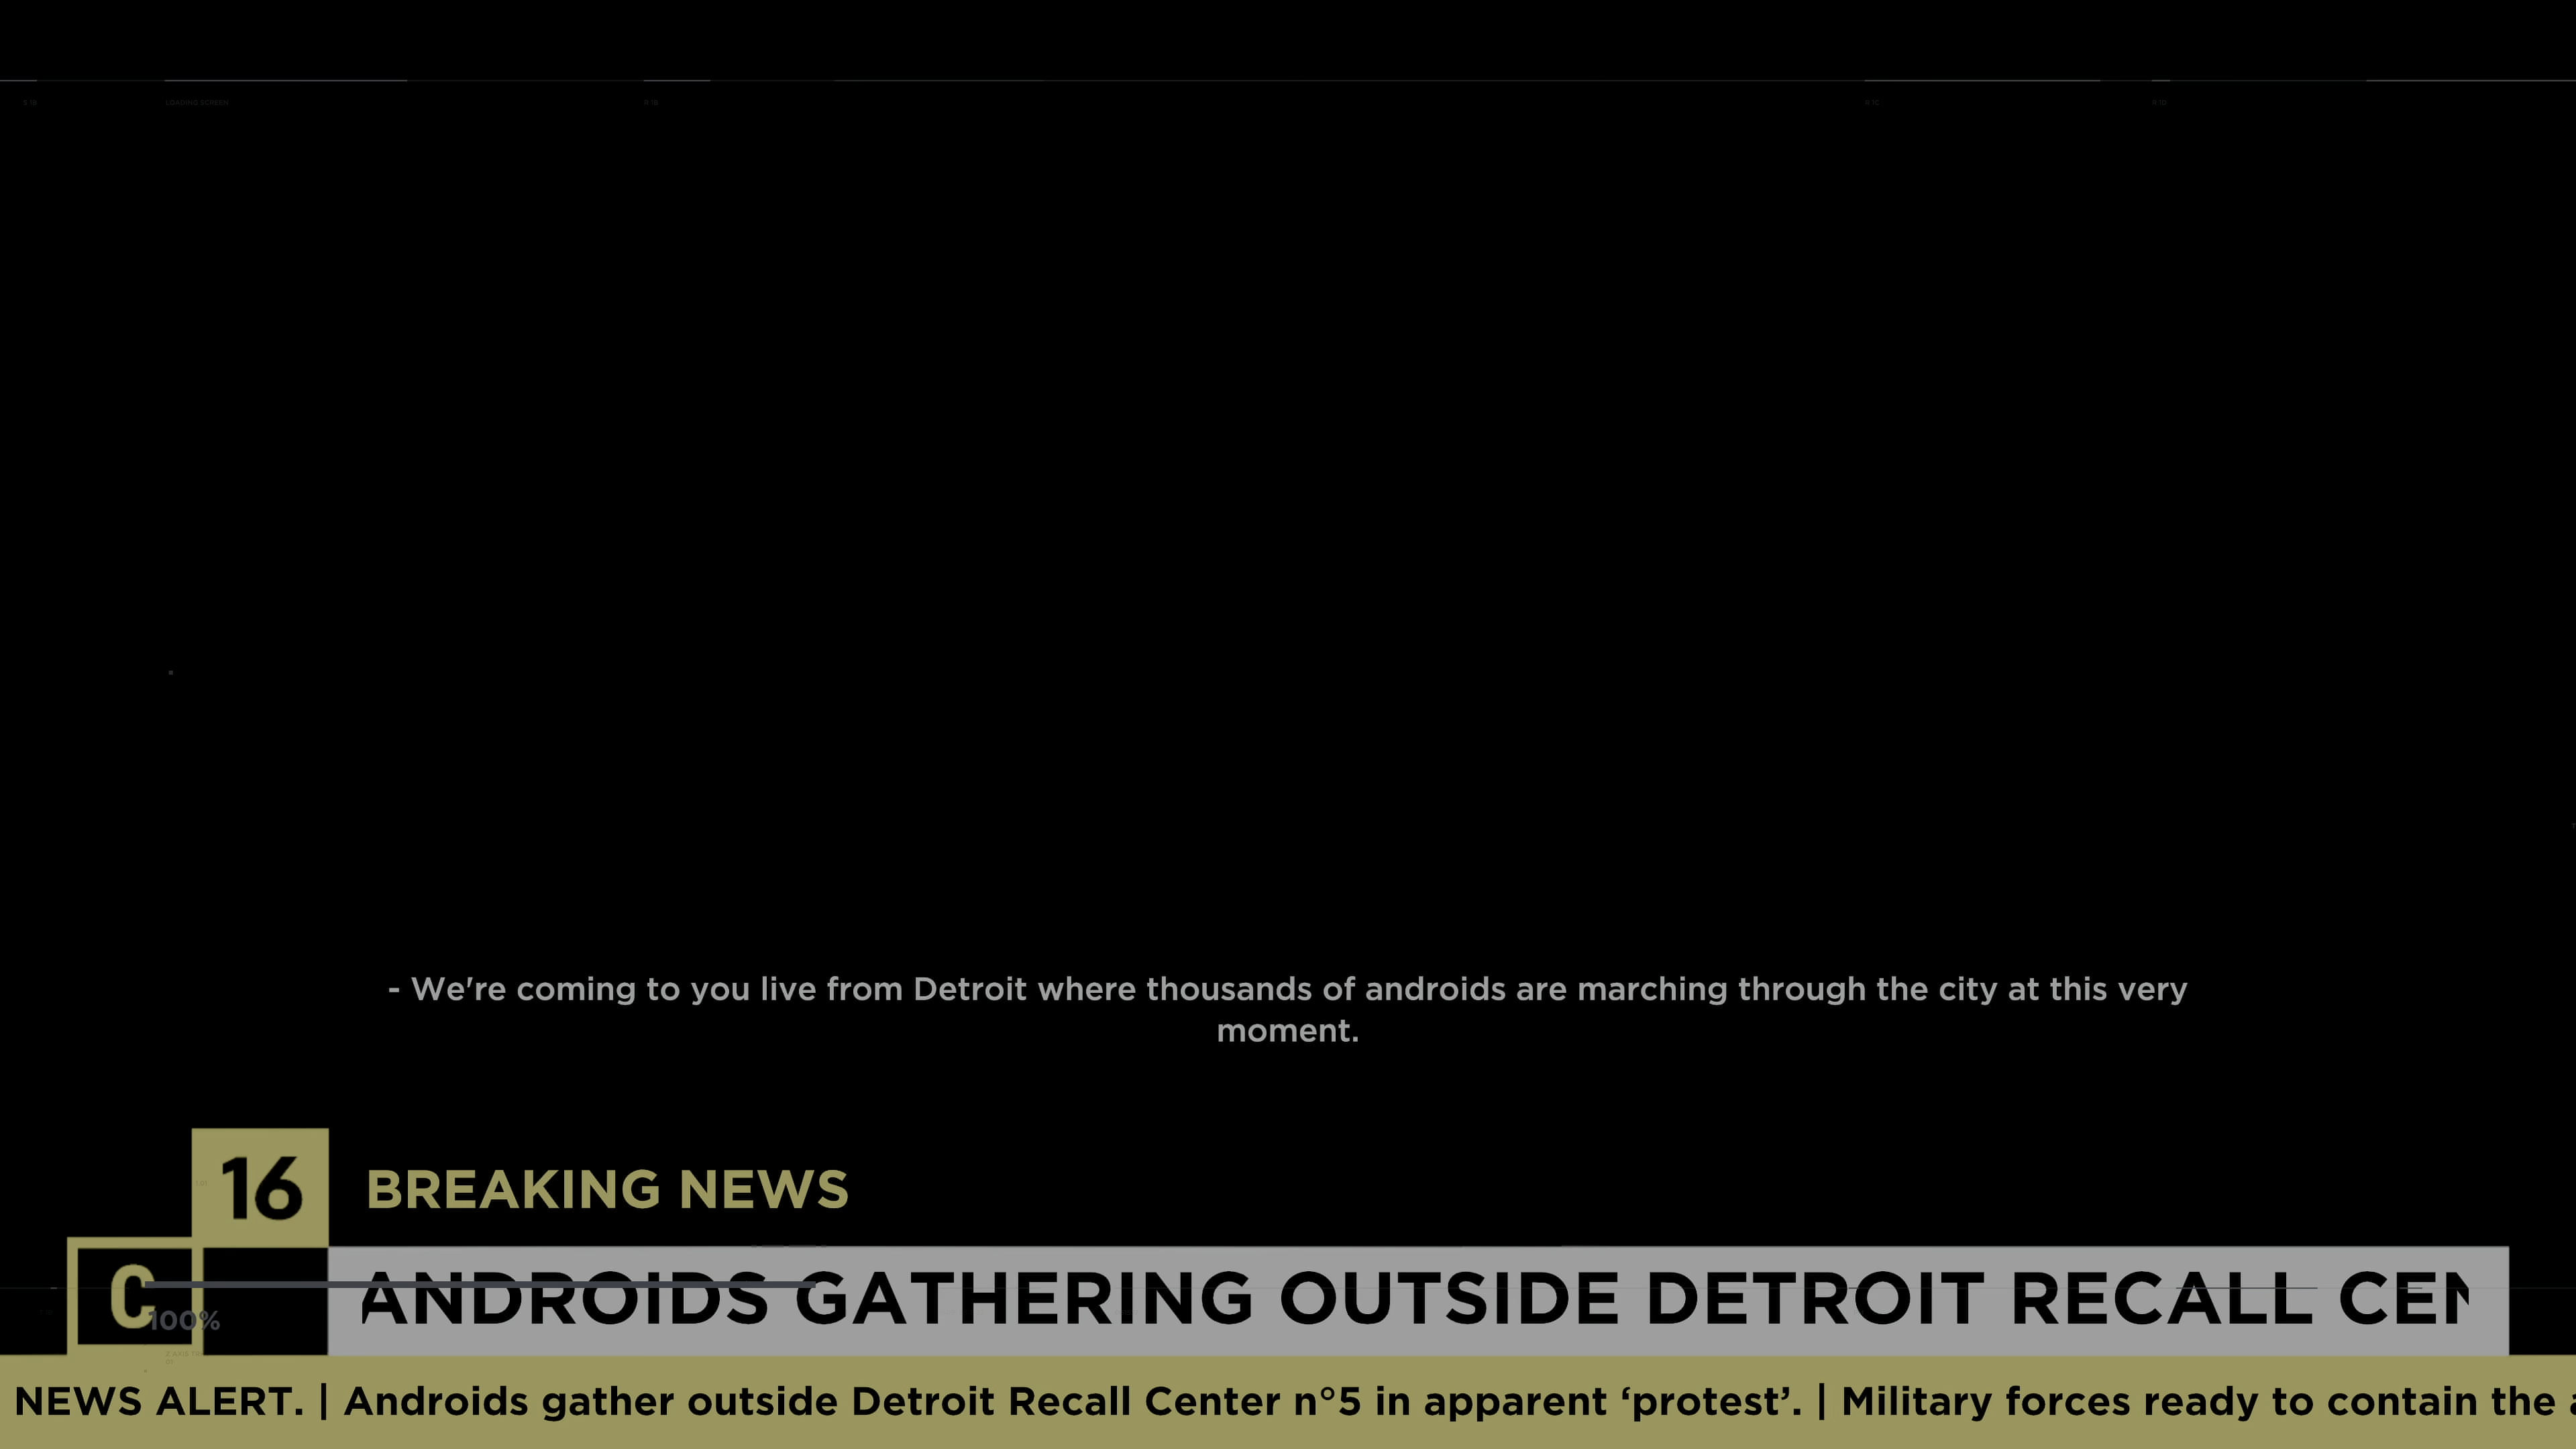 LOADING SCREEN
- We're coming to you live from Detroit where thousands of androids are marching through the city at this very
moment.
16
BREAKING NEWS
C
ANDROIDS GATHERING OUTSIDE DETROIT RECALL CEN
100%
NEWS ALERT. | Androids gather outside Detroit Recall Center n°5 in apparent ‘protest’. | Military forces ready to contain the a